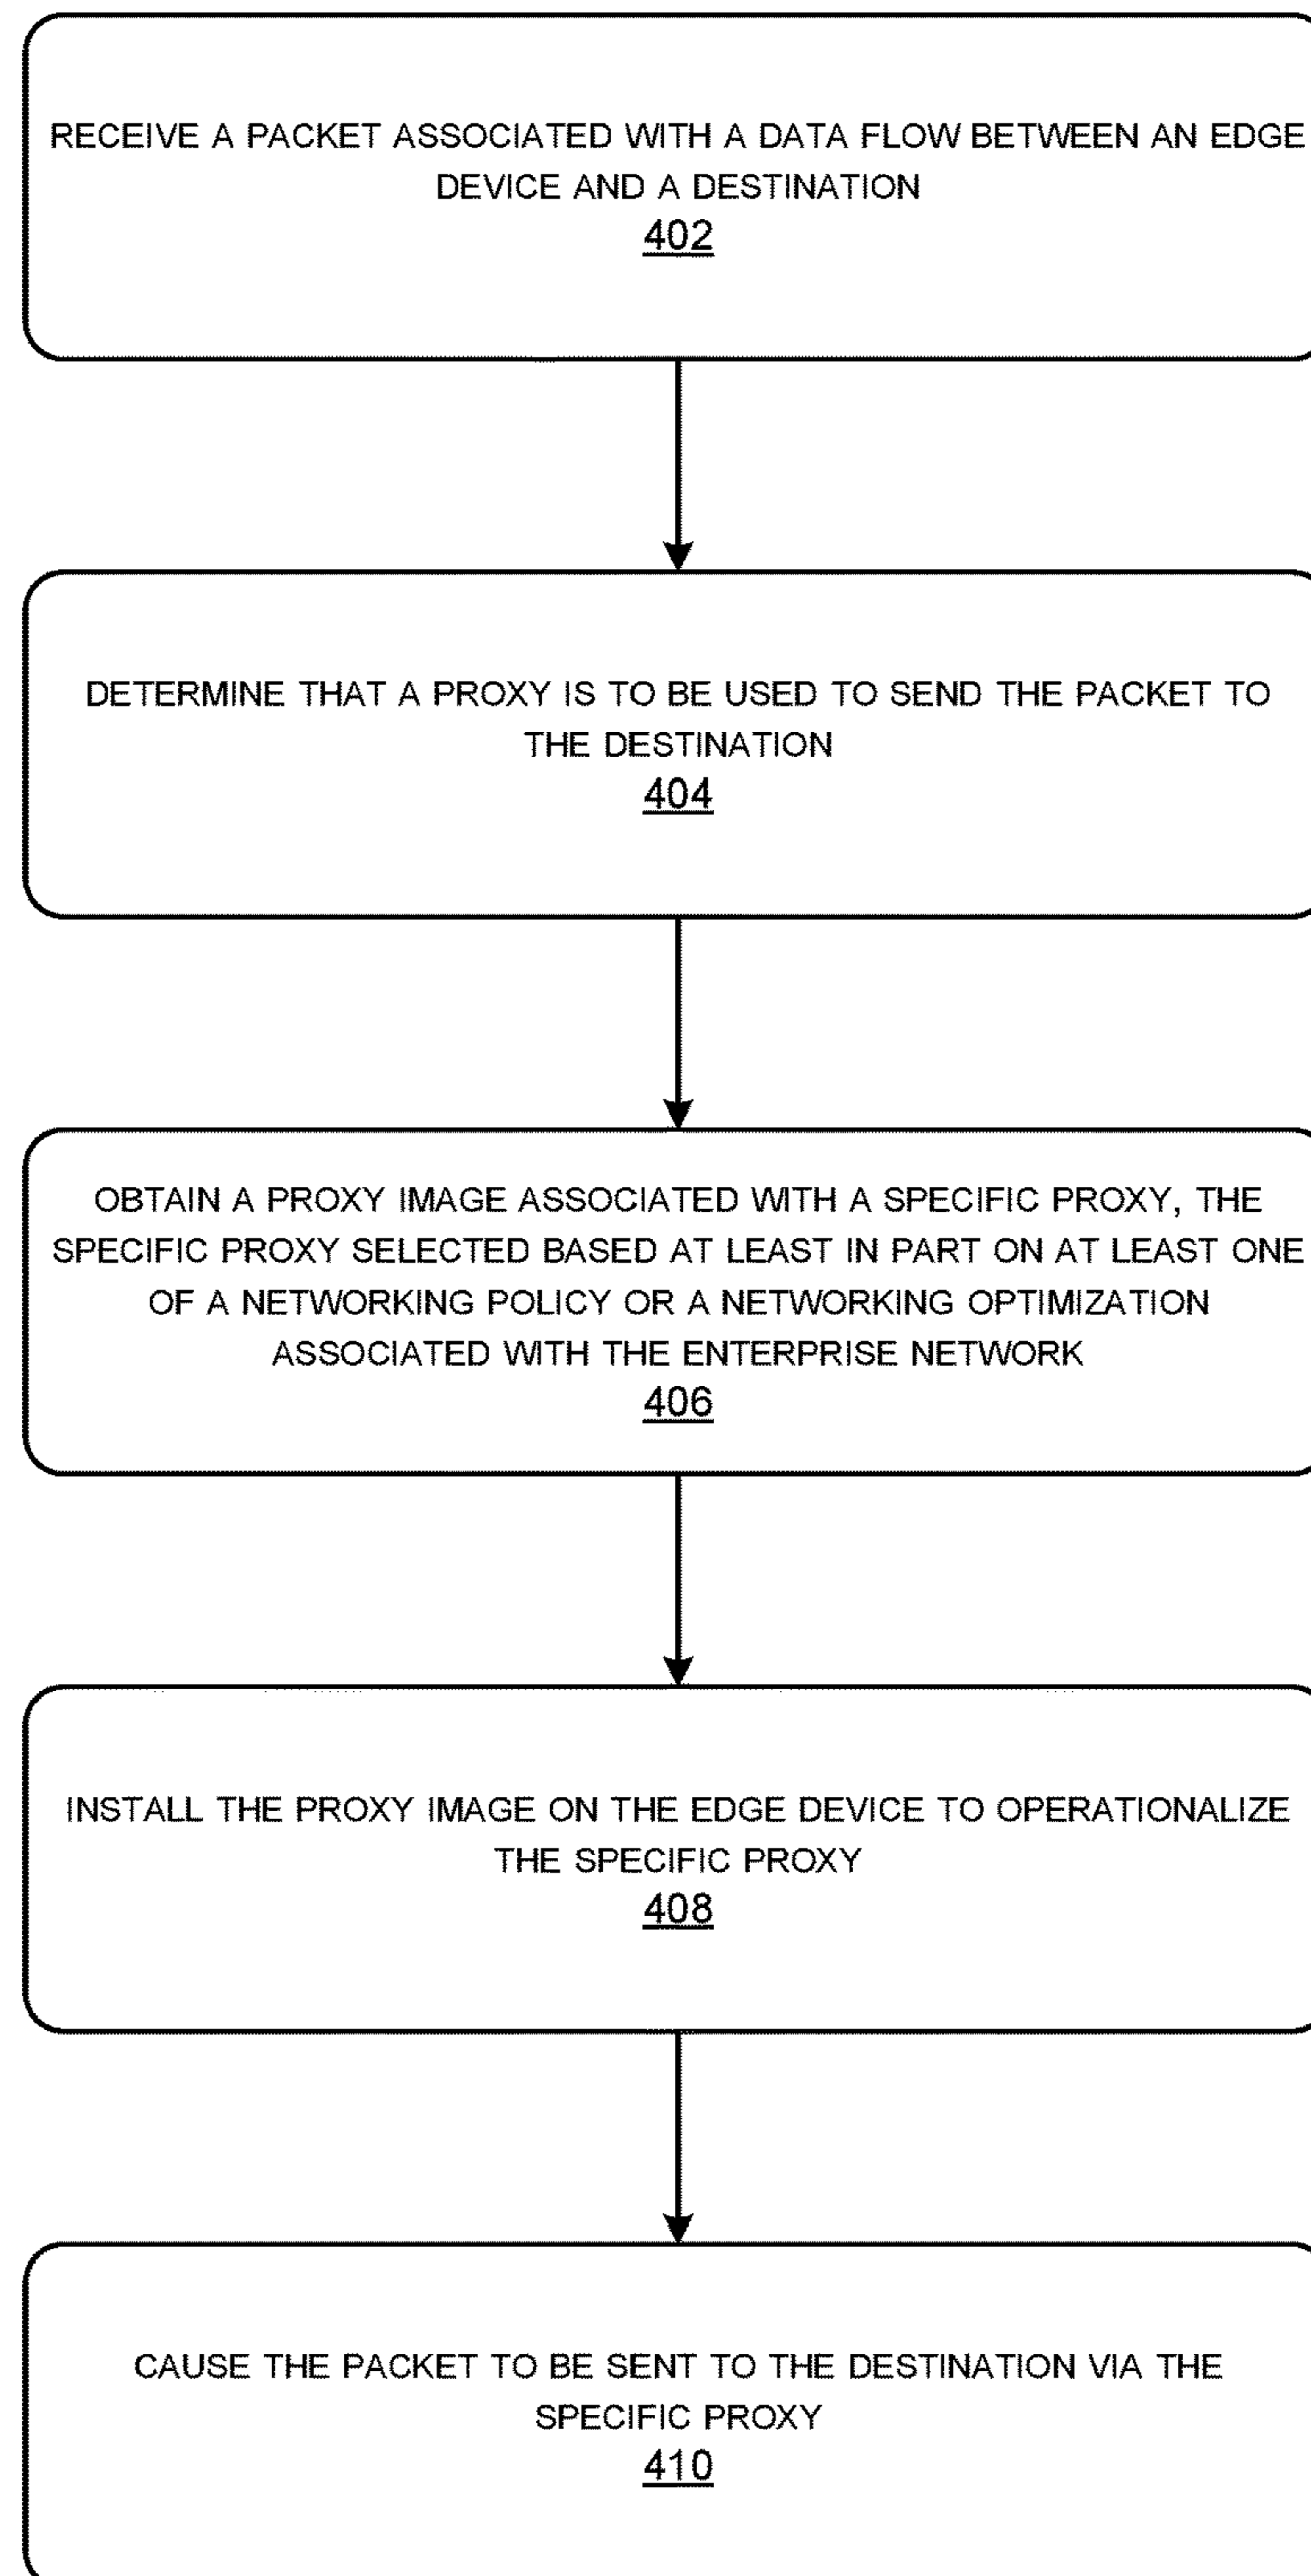 RECEIVE A PACKET ASSOCIATED WITH A DATA FLOW BETWEEN AN EDGE
DEVICE AND A DESTINATION
402
DETERMINE THAT A PROXY IS TO BE USED TO SEND THE PACKET TO
THE DESTINATION
404
OBTAIN A PROXY IMAGE ASSOCIATED WITH A SPECIFIC PROXY, THE
SPECIFIC PROXY SELECTED BASED AT LEAST IN PART ON AT LEAST ONE
OF A NETWORKING POLICY OR A NETWORKING OPTIMIZATION
ASSOCIATED WITH THE ENTERPRISE NETWORK
406
INSTALL THE PROXY IMAGE ON THE EDGE DEVICE TO OPERATIONALIZE
THE SPECIFIC PROXY
408
CAUSE THE PACKET TO BE SENT TO THE DESTINATION VIA THE
SPECIFIC PROXY
410